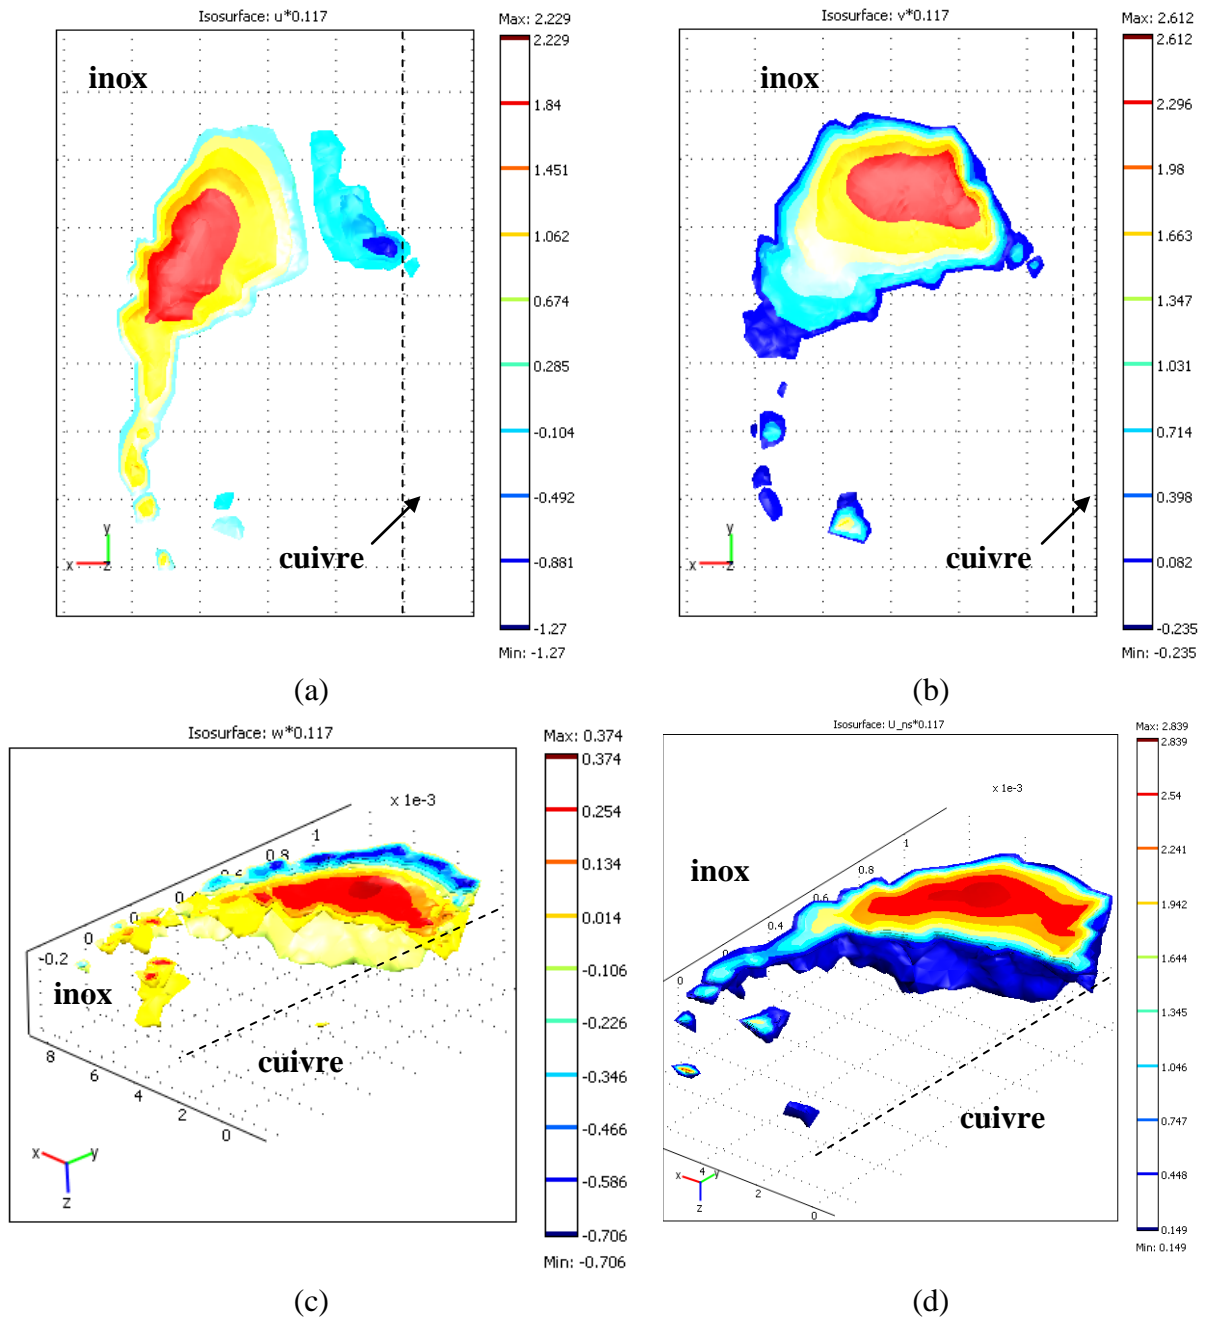 Isosurface: u*0.117
Max: 2.229
2.229
1.84
1.451
1.062
0.674
0.285
-0.104
-0.492
-0.881
-1.27
Min: -1.27
inox
cuivre
y
x
z
(a)
Isosurface: v*0.117
Max: 2.612
2.612
2.296
1.98
1.663
1.347
1.031
0.714
0.398
0.082
-0.235
Min: -0.235
inox
cuivre
y
x
z
(b)
Isosurface: w*0.117
Max: 0.374
0.374
0.254
0.134
0.014
-0.106
-0.226
-0.346
-0.466
-0.586
-0.706
Min: -0.706
x 1e-3
1
0.8
0
-0.2
inox
cuivre
8
6
4
2
0
x
y
z
(c)
Isosurface: U_ns*0.117
Max: 2.839
2.839
2.54
2.241
1.942
1.644
1.345
1.046
0.747
0.448
0.149
Min: 0.149
x 1e-3
1
0.8
0.6
0.4
0
inox
cuivre
4
2
0
x
y
z
(d)